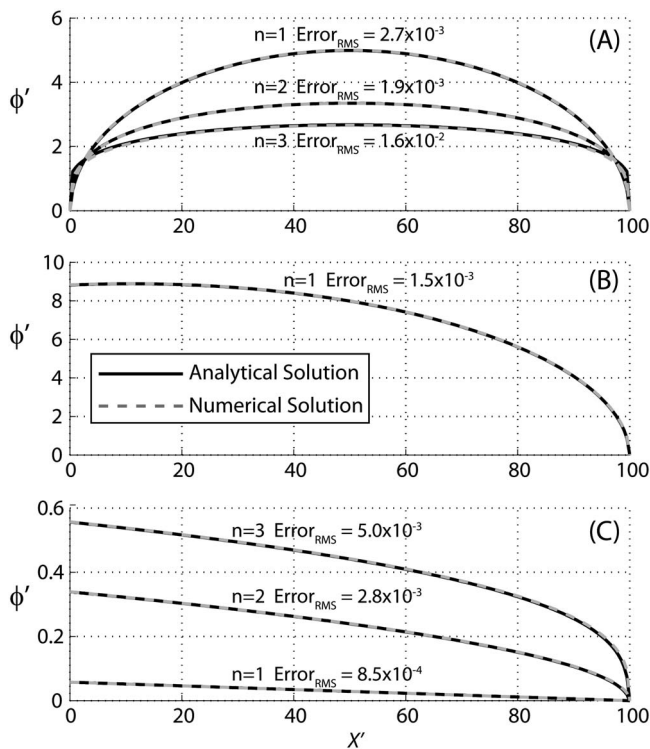 (A)
n=1 Error_RMS = 2.7x10⁻³
n=2 Error_RMS = 1.9x10⁻³
n=3 Error_RMS = 1.6x10⁻²
ϕ′
6
4
2
0
0 20 40 60 80 100
(B)
n=1 Error_RMS = 1.5x10⁻³
ϕ′
10
8
6
4
2
0
Analytical Solution
Numerical Solution
0 20 40 60 80 100
(C)
n=3 Error_RMS = 5.0x10⁻³
n=2 Error_RMS = 2.8x10⁻³
n=1 Error_RMS = 8.5x10⁻⁴
ϕ′
0.6
0.4
0.2
0
0 20 40 60 80 100
X′